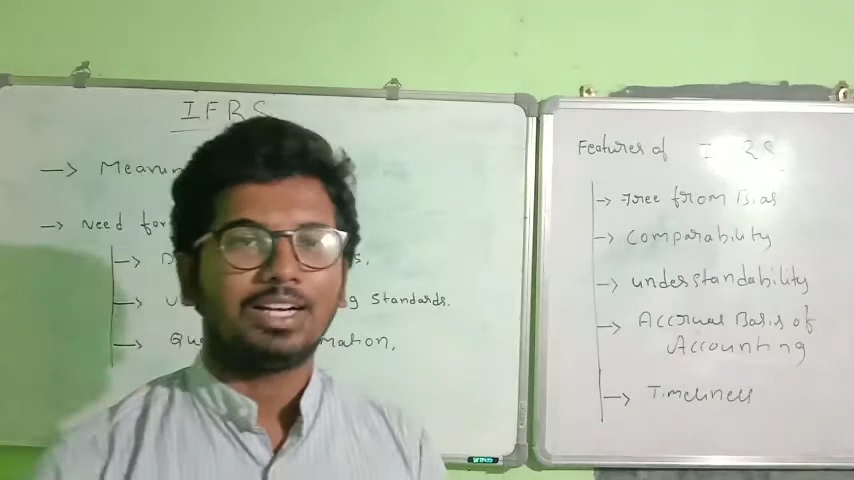 IFRS
→ Meanin
→ Need for
→ D s.
→ U g Standards.
→ Qu mation.
Features of I RS
→ Free from Bias
→ Comparability
→ understandability
→ Accrual Basis of
Accounting
→ Timeliness